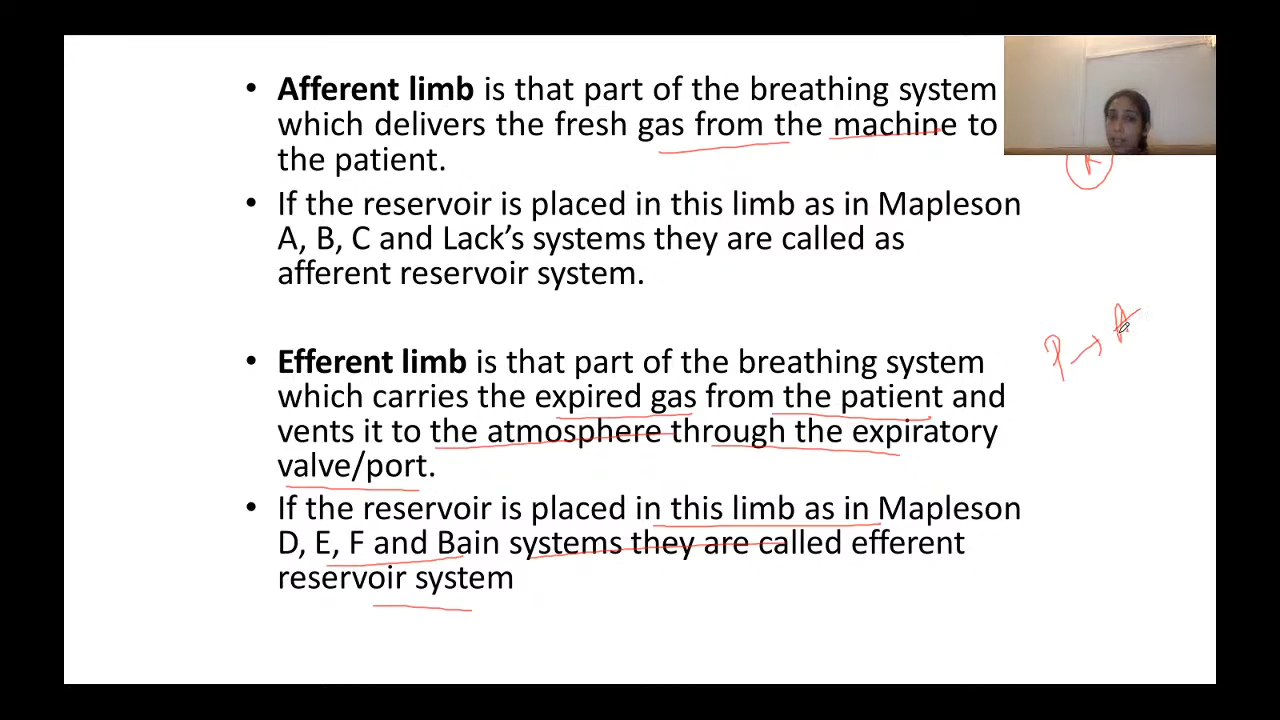 • Afferent limb is that part of the breathing system
which delivers the fresh gas from the machine to
the patient.
• If the reservoir is placed in this limb as in Mapleson
A, B, C and Lack's systems they are called as
afferent reservoir system.
• Efferent limb is that part of the breathing system
which carries the expired gas from the patient and
vents it to the atmosphere through the expiratory
valve/port.
• If the reservoir is placed in this limb as in Mapleson
D, E, F and Bain systems they are called efferent
reservoir system
P → A